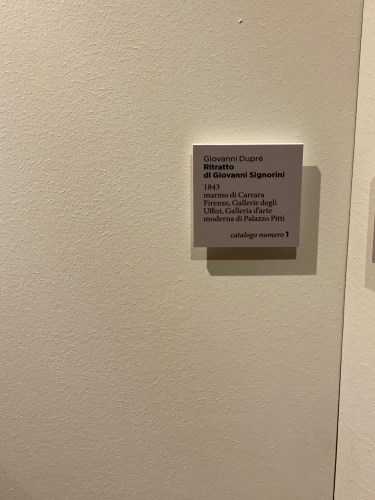 Giovanni Dupré
Ritratto
di Giovanni Signorini
1843
marmo di Carrara
Firenze, Gallerie degli
Uffizi, Galleria d'arte
moderna di Palazzo Pitti
catalogo numero 1